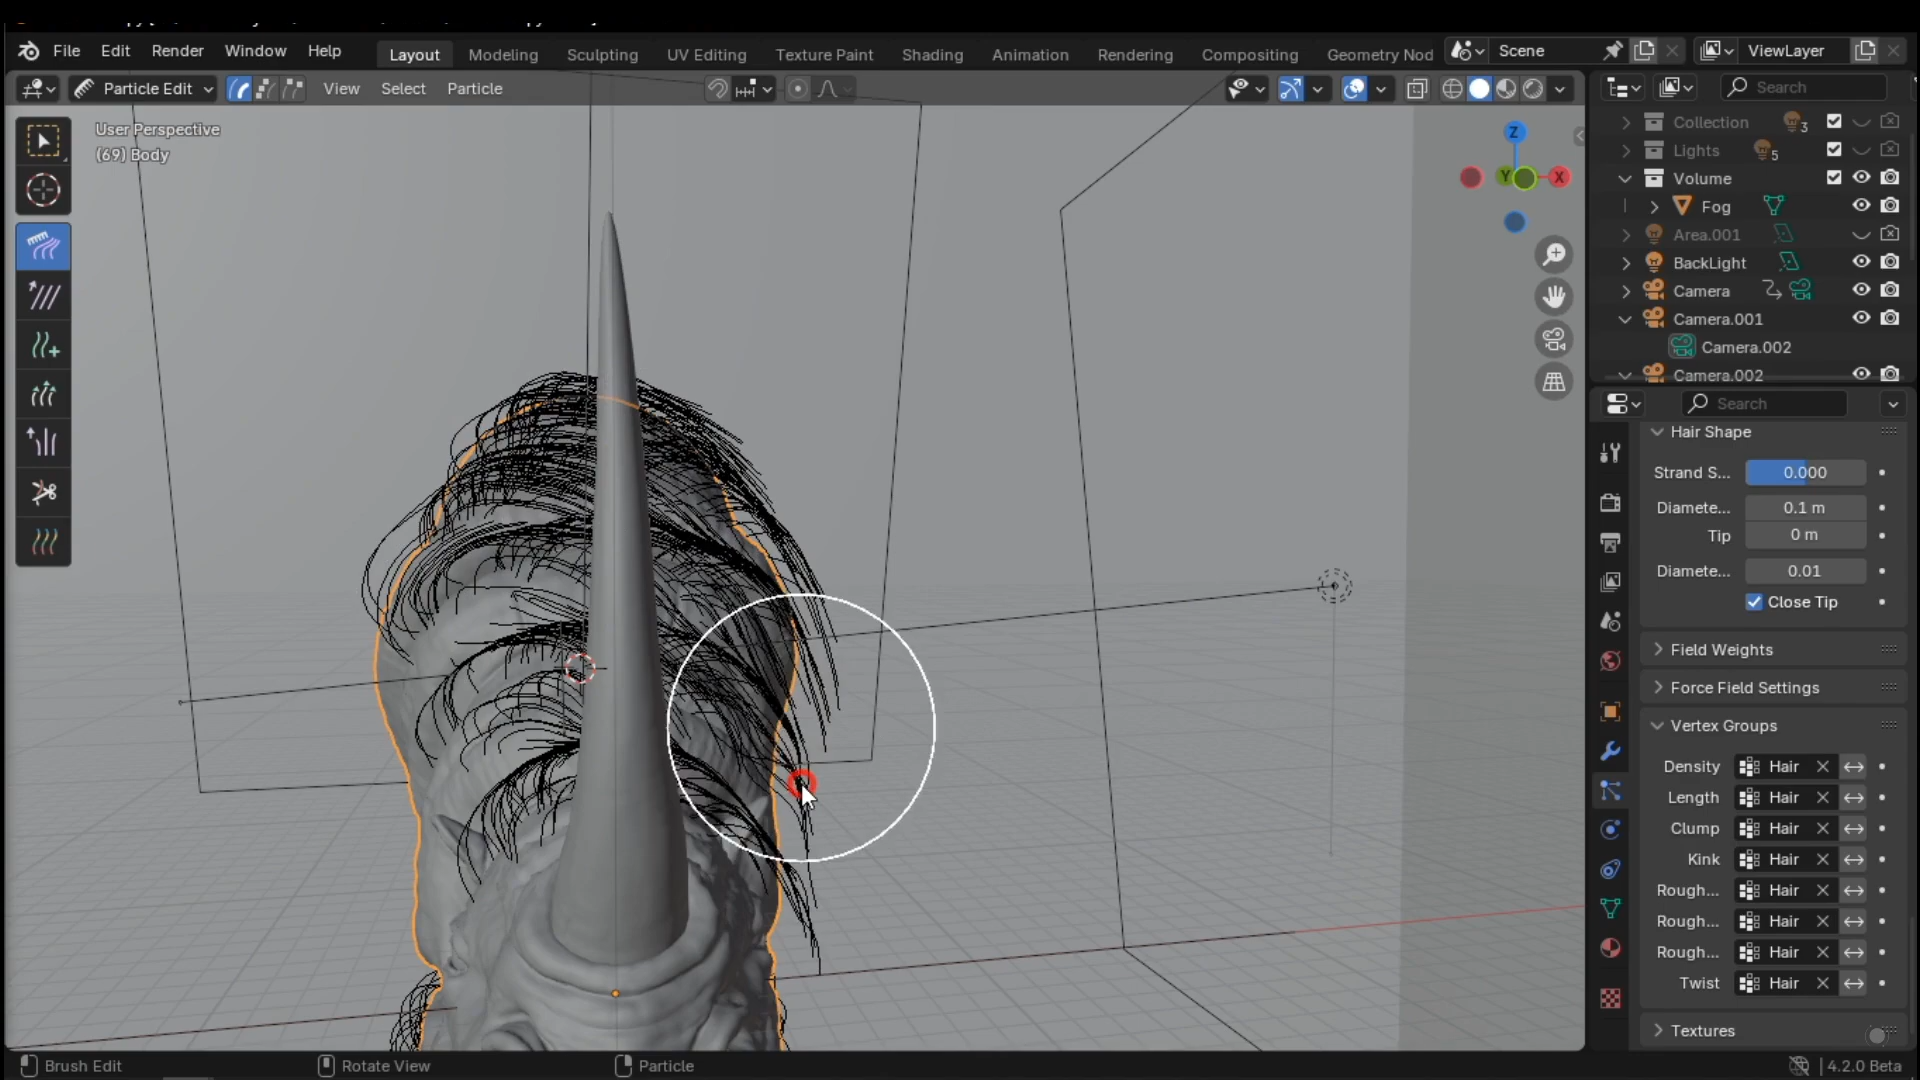 File Edit Render Window Help
Layout Modeling Sculpting UV Editing Texture Paint Shading Animation Rendering Compositing Geometry Nod
Scene
ViewLayer
Particle Edit
View Select Particle
Search
User Perspective
(69) Body
Z
Y
X
Collection
3
Lights
5
Volume
Fog
Area.001
BackLight
Camera
Camera.001
Camera.002
Camera.002
Search
Hair Shape
Strand S... 0.000
Diamete... 0.1 m
Tip 0 m
Diamete... 0.01
Close Tip
Field Weights
Force Field Settings
Vertex Groups
Density Hair
Length Hair
Clump Hair
Kink Hair
Rough... Hair
Rough... Hair
Rough... Hair
Twist Hair
Textures
Brush Edit
Rotate View
Particle
4.2.0 Beta